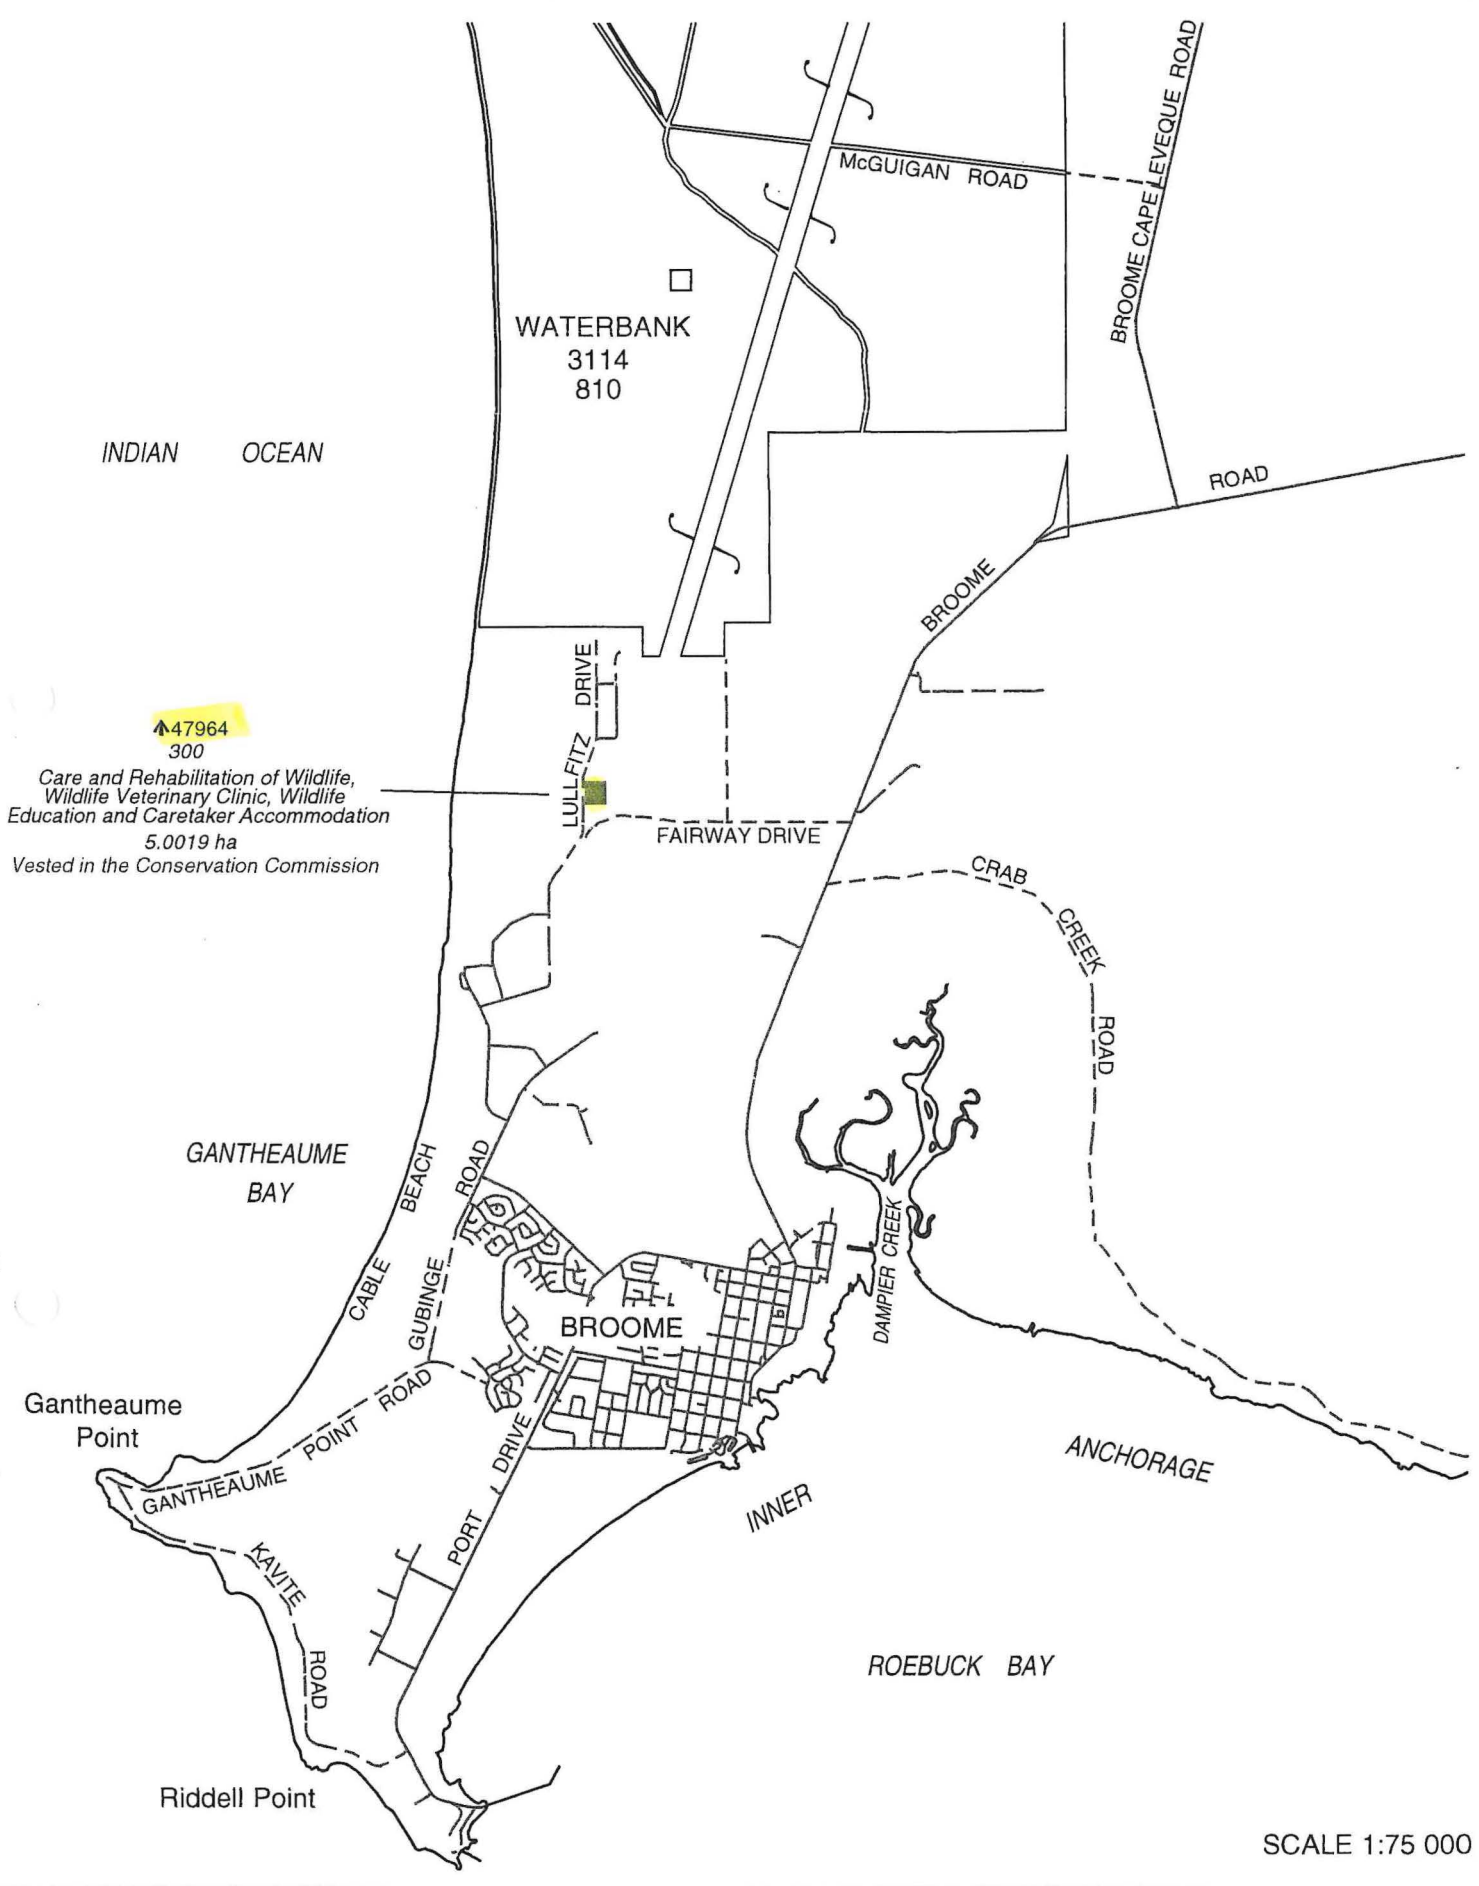 BROOME CAPE LEVEQUE ROAD
McGUIGAN ROAD
WATERBANK
3114
810
INDIAN OCEAN
ROAD
BROOME
LULLFITZ DRIVE
47964
300
Care and Rehabilitation of Wildlife,
Wildlife Veterinary Clinic, Wildlife
Education and Caretaker Accommodation
5.0019 ha
Vested in the Conservation Commission
FAIRWAY DRIVE
CRAB CREEK ROAD
GANTHEAUME
BAY
CABLE BEACH
GUBINGE ROAD
DAMPIER CREEK
BROOME
Gantheaume
Point
GANTHEAUME POINT ROAD
PORT DRIVE
INNER ANCHORAGE
KAVITE ROAD
ROEBUCK BAY
Riddell Point
SCALE 1:75 000